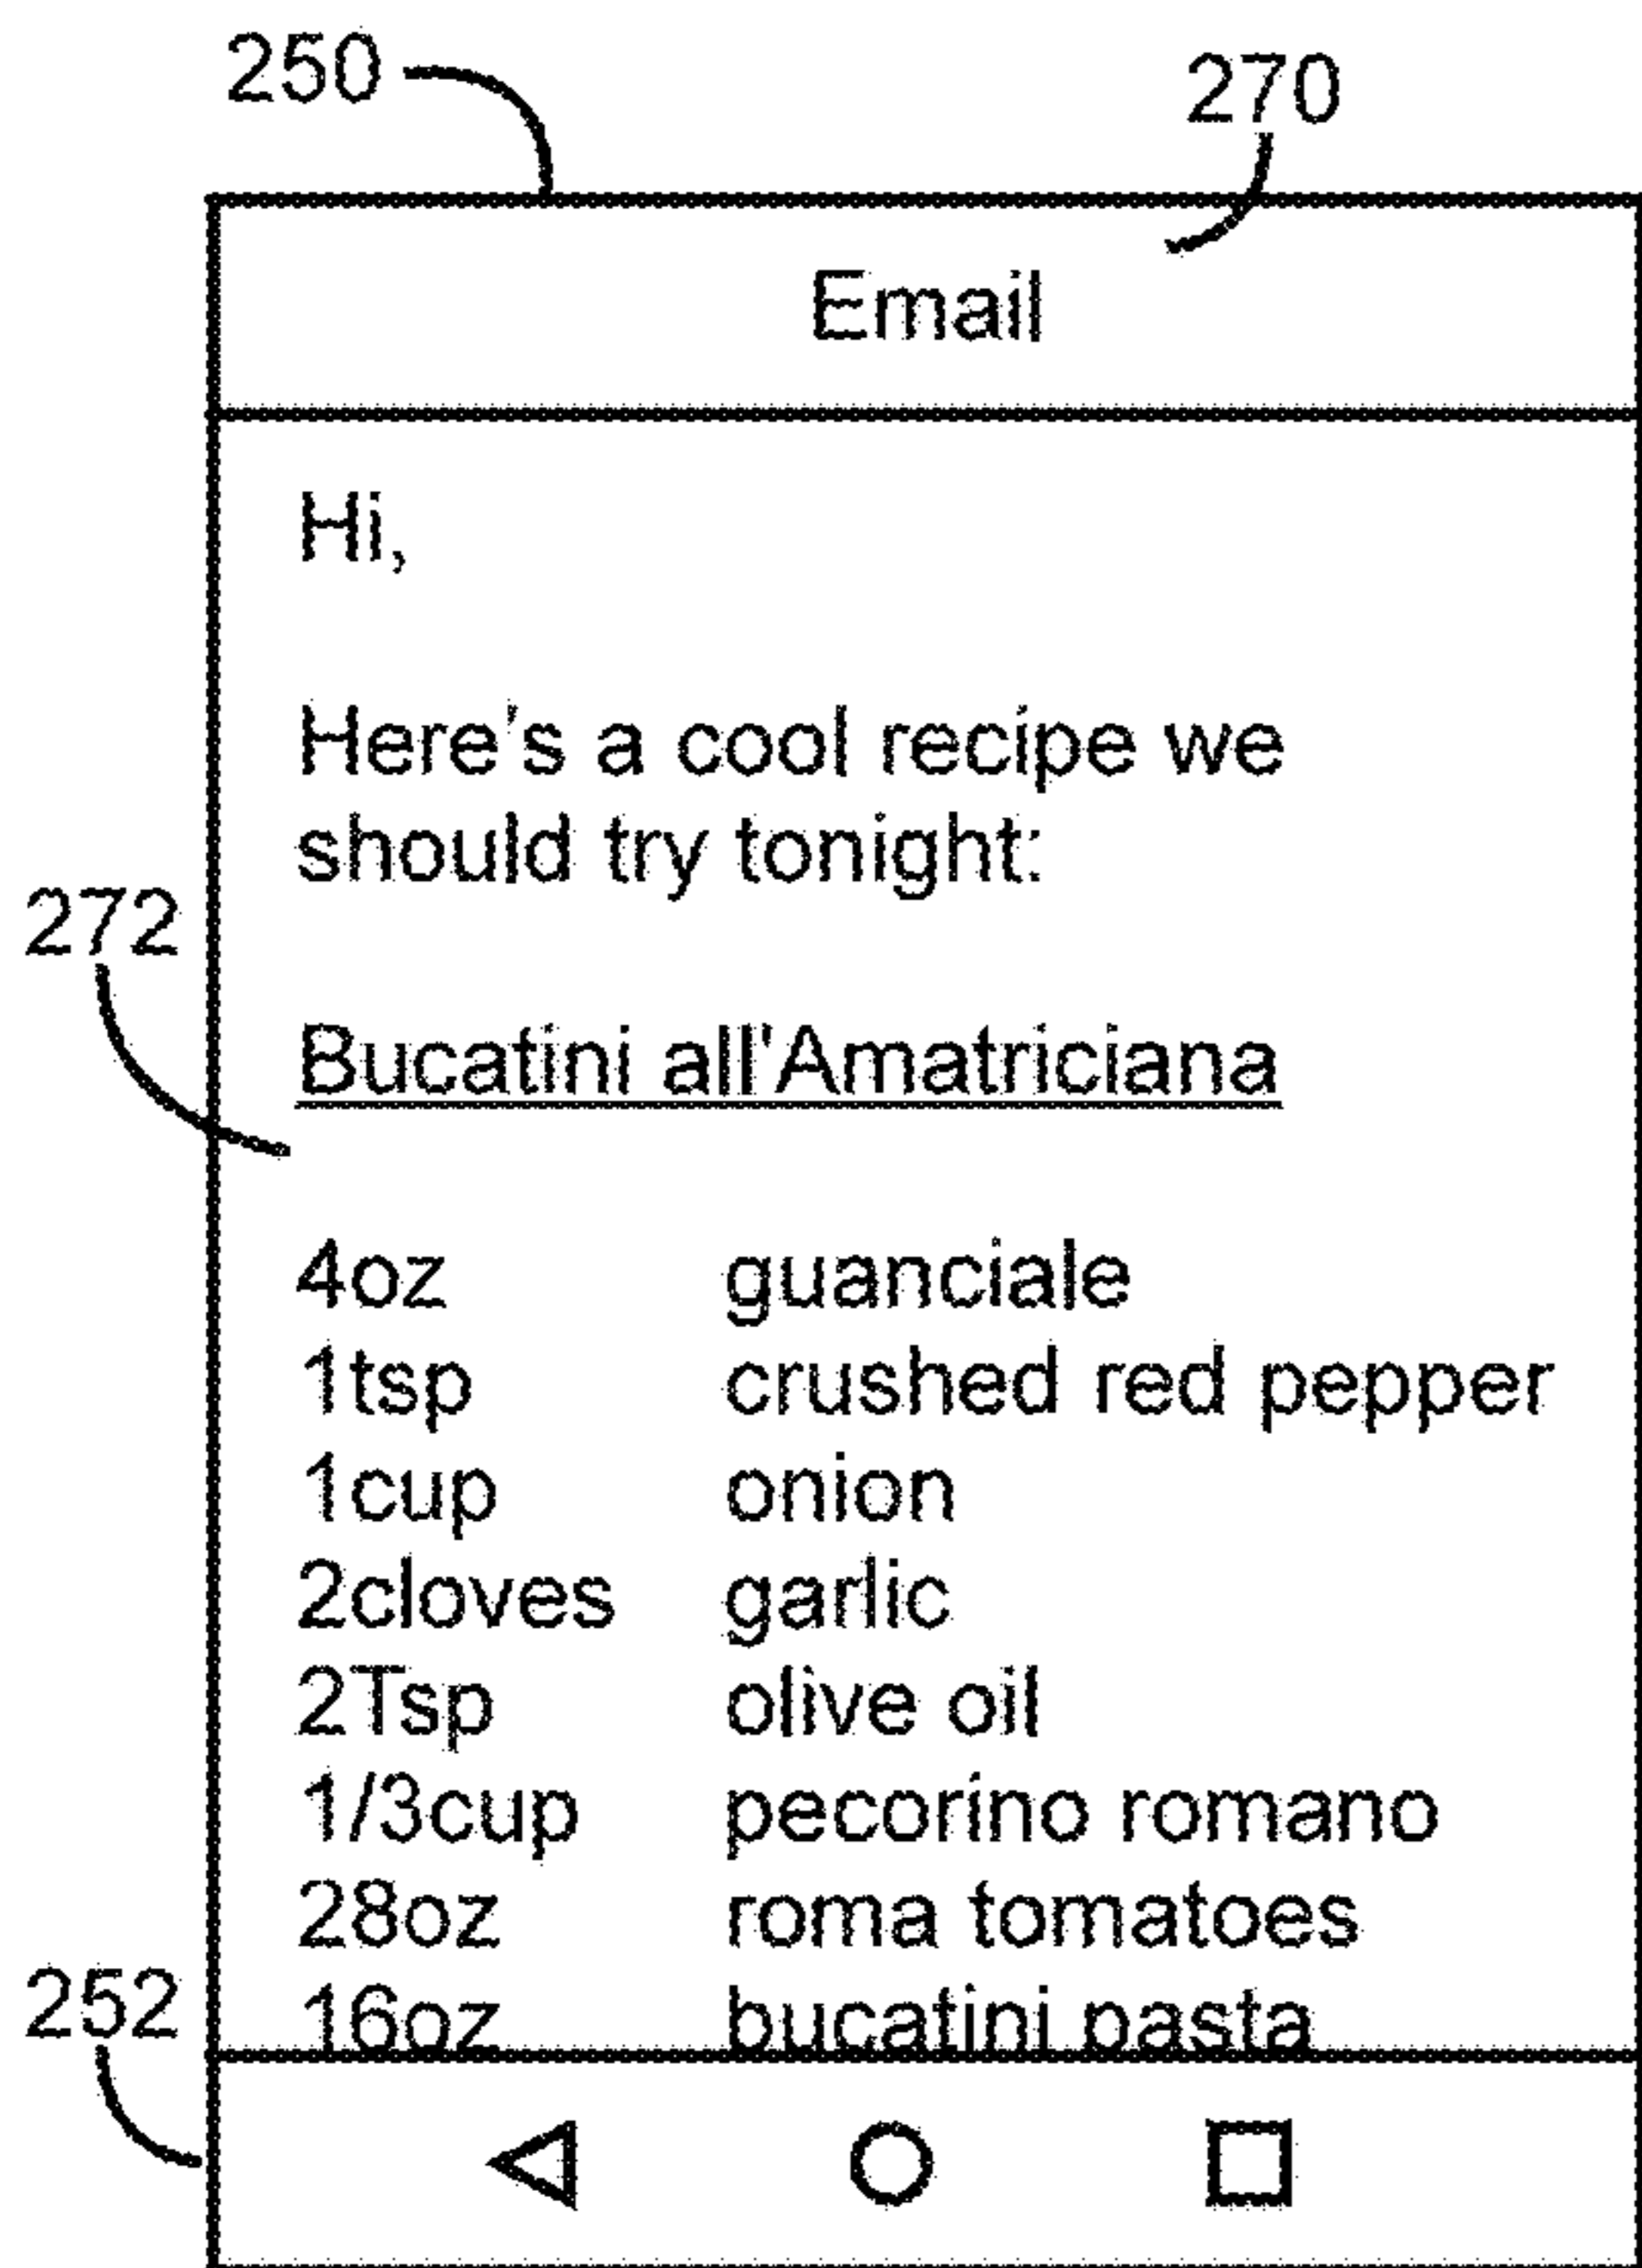 250
270
Email
Hi,
Here's a cool recipe we
should try tonight:
272
Bucatini all'Amatriciana
4oz guanciale
1tsp crushed red pepper
1cup onion
2cloves garlic
2Tsp olive oil
1/3cup pecorino romano
28oz roma tomatoes
252
16oz bucatini pasta